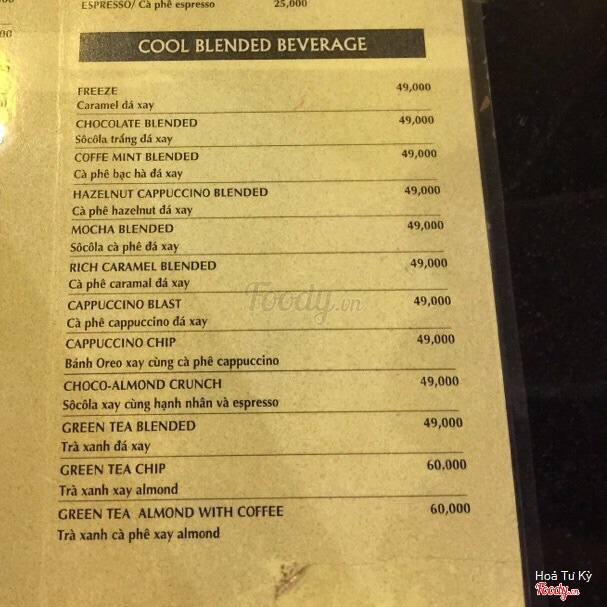 ESPRESSO/ Cà phê espresso 25,000
COOL BLENDED BEVERAGE
FREEZE 49,000
Caramel dá xay
CHOCOLATE BLENDED 49,000
Sôcôla trắng đá xay
COFFE MINT BLENDED 49,000
Cà phê bạc hà đá xay
HAZELNUT CAPPUCCINO BLENDED 49,000
Cà phê hazelnut đá xay
MOCHA BLENDED 49,000
Sôcôla cà phê đá xay
RICH CARAMEL BLENDED 49,000
Cà phê caramal đá xay
CAPPUCCINO BLAST 49,000
Cà phê cappuccino đá xay
CAPPUCCINO CHIP 49,000
Bánh Oreo xay cùng cà phê cappuccino
CHOCO-ALMOND CRUNCH 49,000
Sôcôla xay cùng hạnh nhân và espresso
GREEN TEA BLENDED 49,000
Trà xanh đá xay
GREEN TEA CHIP 60.000
Trà xanh xay almond
GREEN TEA ALMOND WITH COFFEE 60,000
Trà xanh cà phê xay almond
Foody.vn
Hoả Tư Kỳ
Foody.vn